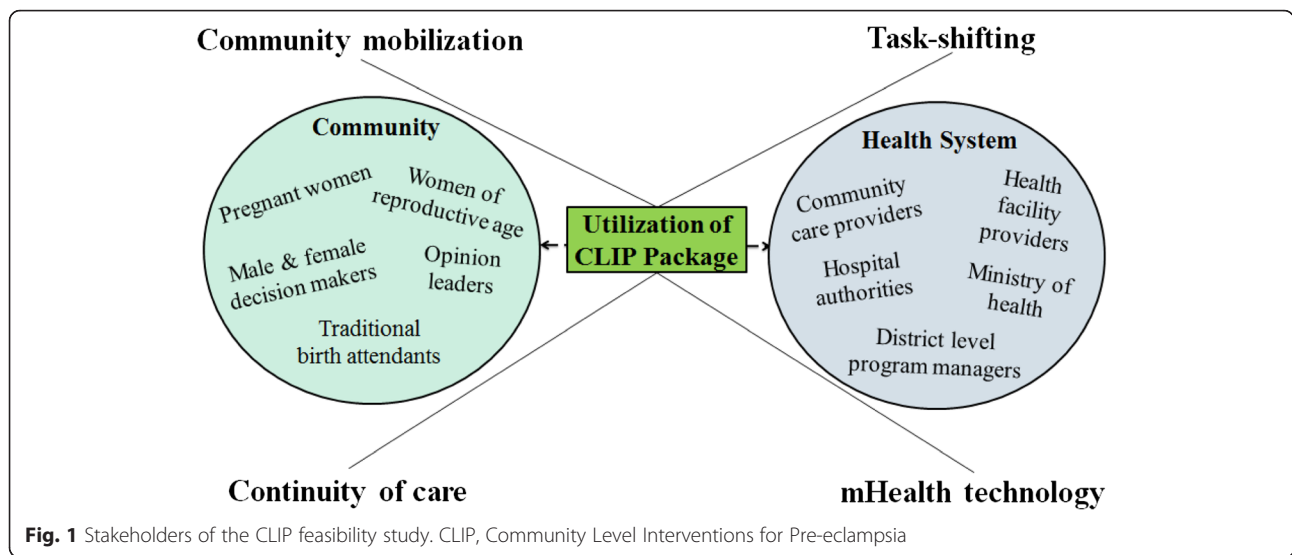 Community mobilization
Task-shifting
Community
Pregnant women
Women of
reproductive age
Male & female
decision makers
Opinion
leaders
Traditional
birth attendants
Utilization of
CLIP Package
Health System
Community
care providers
Health
facility
providers
Hospital
authorities
Ministry of
health
District level
program managers
Continuity of care
mHealth technology
Fig. 1 Stakeholders of the CLIP feasibility study. CLIP, Community Level Interventions for Pre-eclampsia